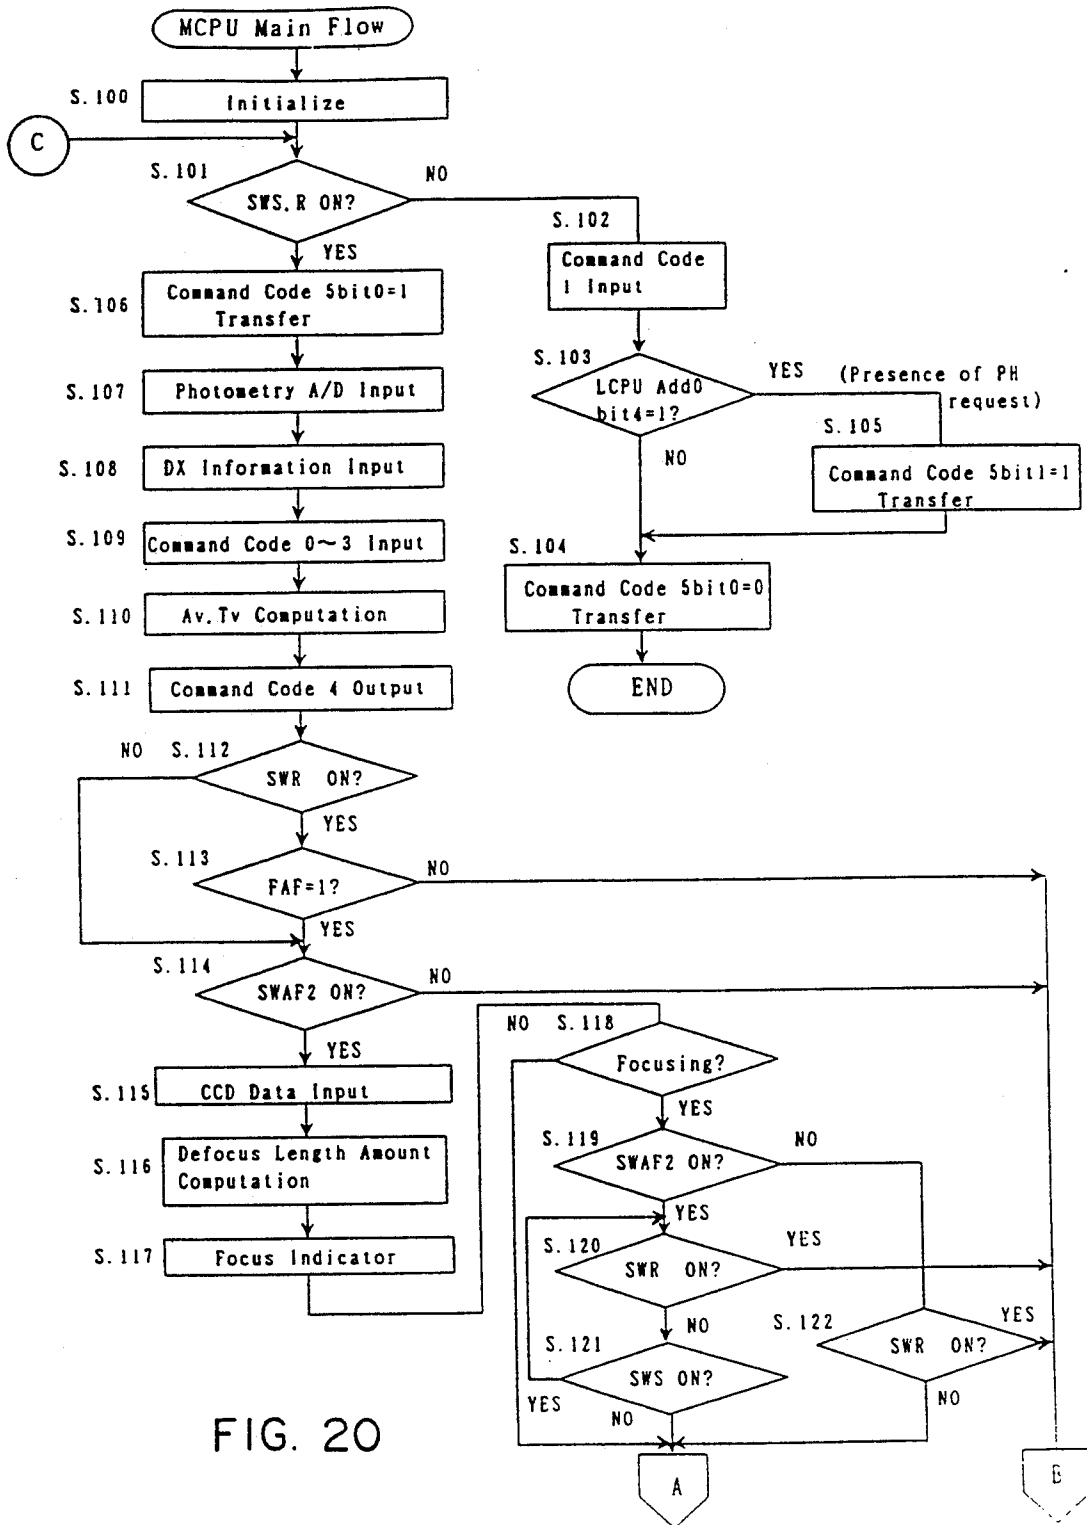 MCPU Main Flow
S.100
Initialize
C
S.101
SWS.R ON?
NO
YES
S.102
Command Code
1 Input
S.106
Command Code 5bit0=1
Transfer
S.103
LCPU Add0
bit4=1?
YES
(Presence of PH
request)
NO
S.105
Command Code 5bit1=1
Transfer
S.107
Photometry A/D Input
S.108
DX Information Input
S.109
Command Code 0~3 Input
S.104
Command Code 5bit0=0
Transfer
END
S.110
Av.Tv Computation
S.111
Command Code 4 Output
NO
S.112
SWR ON?
YES
S.113
FAF=1?
NO
YES
S.114
SWAF2 ON?
NO
YES
S.115
CCD Data Input
S.116
Defocus Length Amount
Computation
S.117
Focus Indicator
NO
S.118
Focusing?
YES
S.119
SWAF2 ON?
NO
YES
S.120
SWR ON?
YES
NO
S.121
SWS ON?
YES
NO
S.122
SWR ON?
YES
NO
A
B
FIG. 20